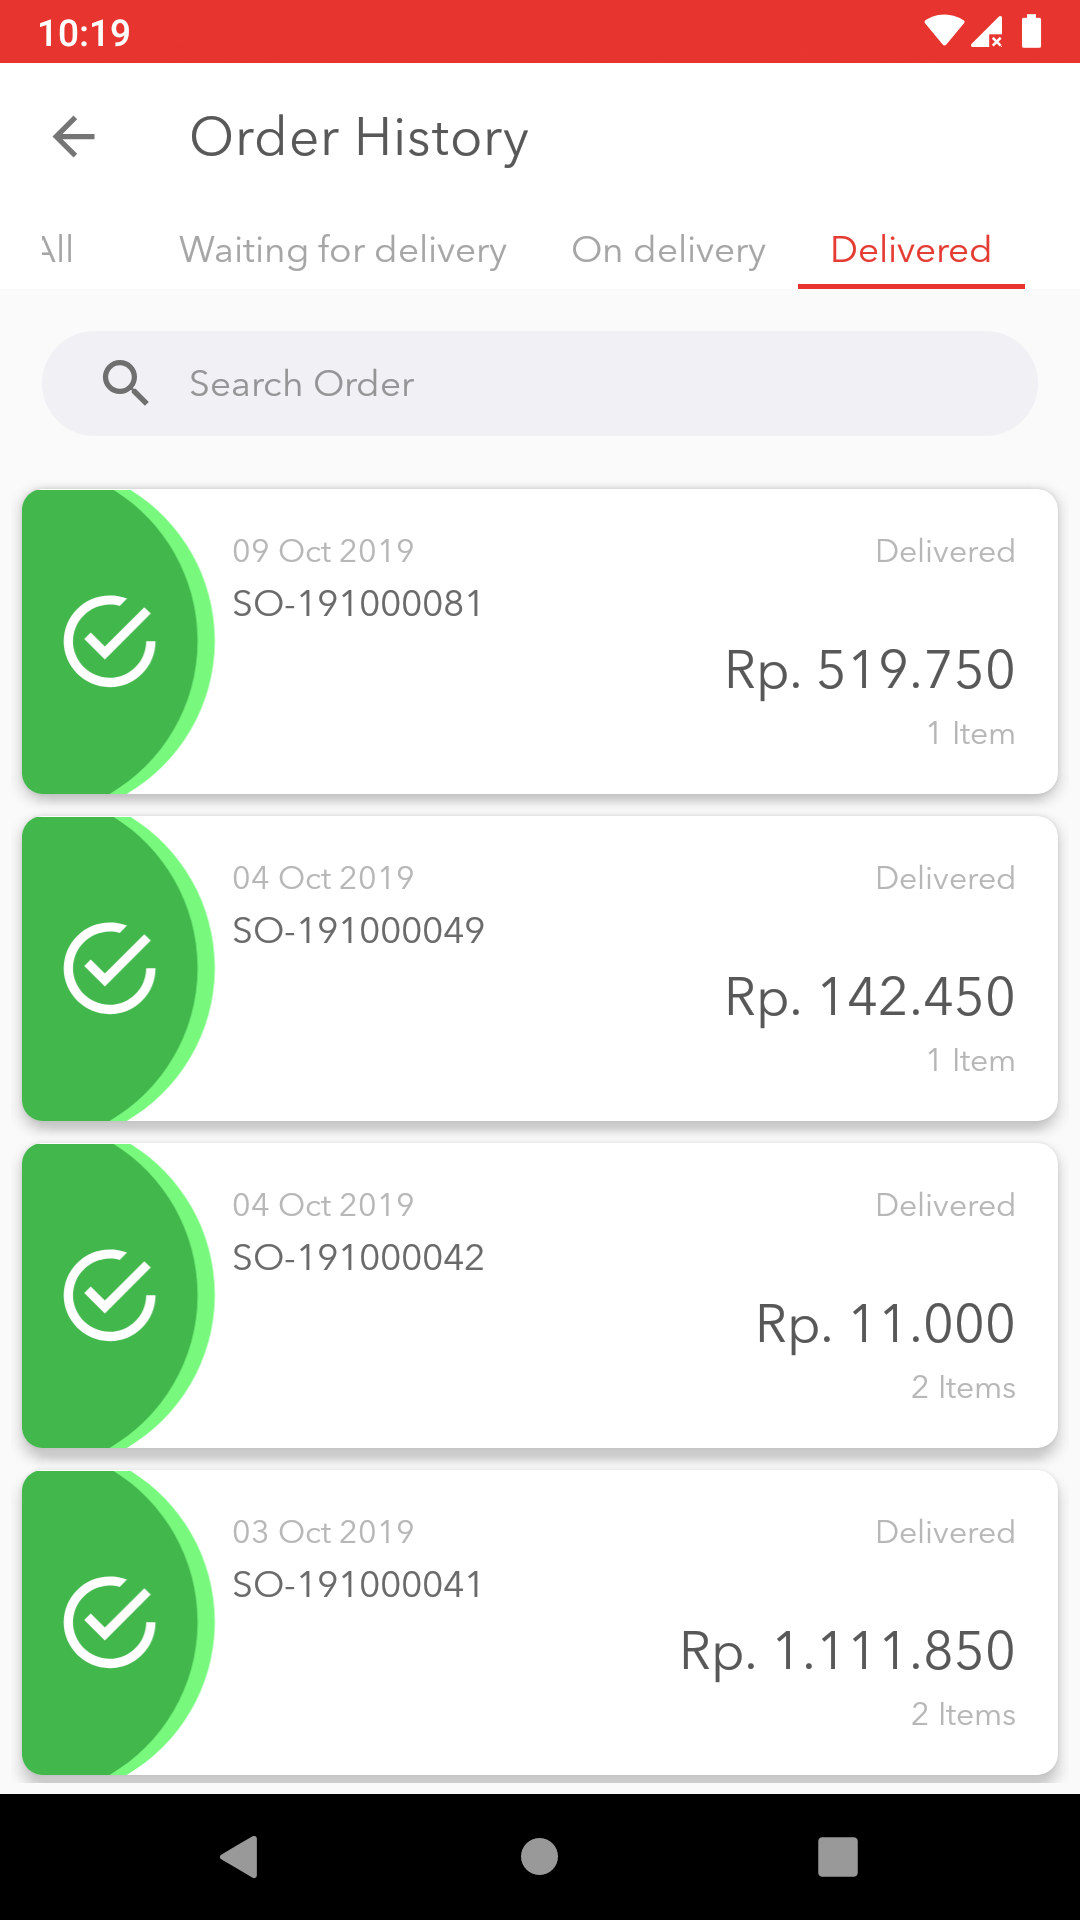 10:19
Order History
All Waiting for delivery On delivery Delivered
Search Order
09 Oct 2019 Delivered
SO-191000081
Rp. 519.750
1 Item
04 Oct 2019 Delivered
SO-191000049
Rp. 142.450
1 Item
04 Oct 2019 Delivered
SO-191000042
Rp. 11.000
2 Items
03 Oct 2019 Delivered
SO-191000041
Rp. 1.111.850
2 Items